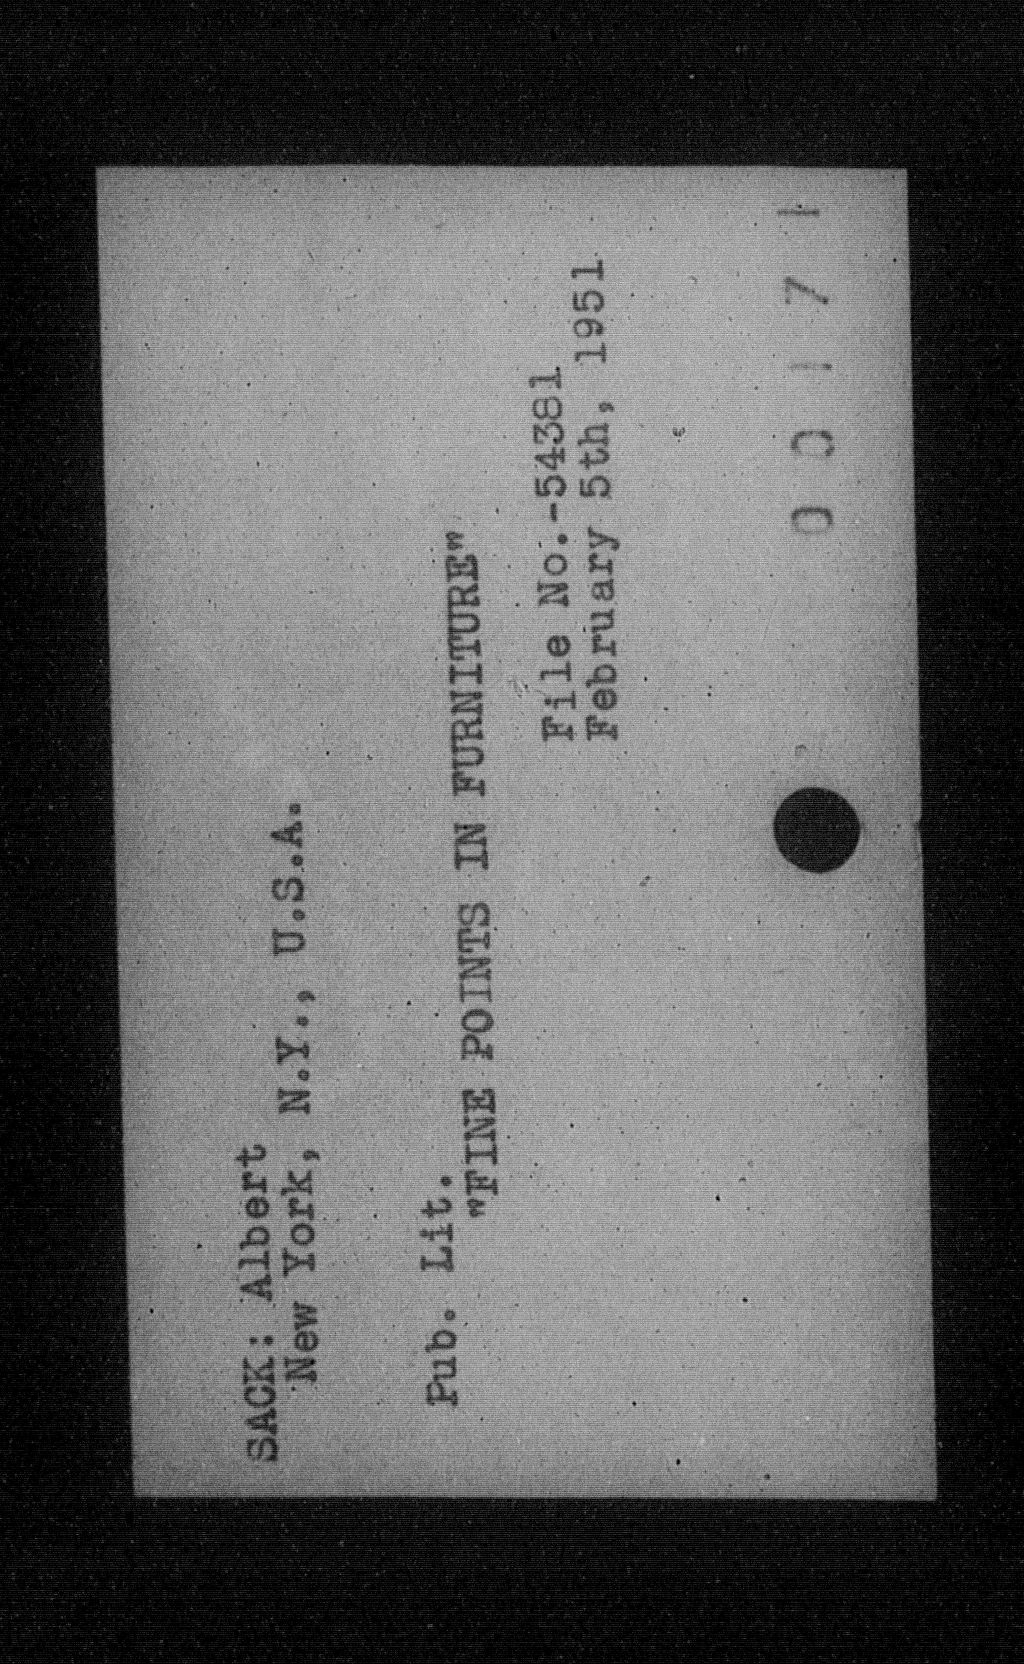 SACK: Albert
New York, N.Y., U.S.A.
Pub. Lit.
"FINE POINTS IN FURNITURE"
File No.-54381
February 5th, 1951
00171